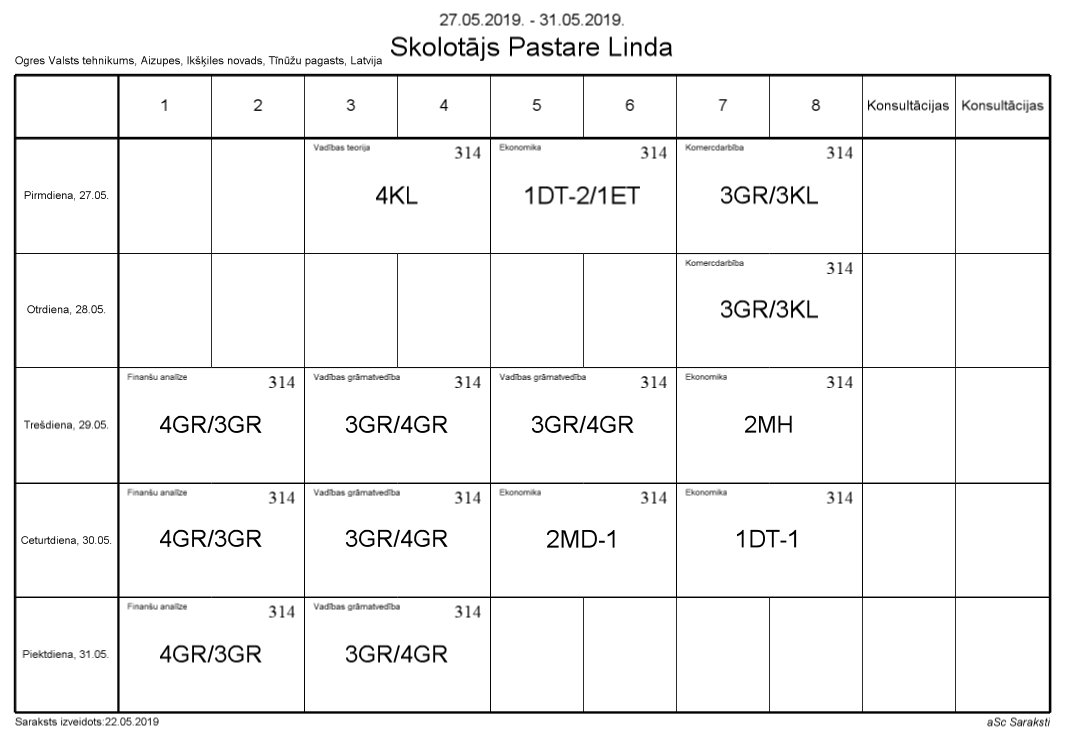 27.05.2019. - 31.05.2019.
Skolotājs Pastare Linda
Ogres Valsts tehnikums, Aizupes, Ikšķiles novads, Tīnūžu pagasts, Latvija
1 2 3 4 5 6 7 8 Konsultācijas Konsultācijas
Vadības teorija 314 Ekonomika 314 Komercdarbība 314
Pirmdiena, 27.05. 4KL 1DT-2/1ET 3GR/3KL
Komercdarbība 314
Otrdiena, 28.05. 3GR/3KL
Finanšu analīze 314 Vadības grāmatvedība 314 Vadības grāmatvedība 314 Ekonomika 314
Trešdiena, 29.05. 4GR/3GR 3GR/4GR 3GR/4GR 2MH
Finanšu analīze 314 Vadības grāmatvedība 314 Ekonomika 314 Ekonomika 314
Ceturtdiena, 30.05. 4GR/3GR 3GR/4GR 2MD-1 1DT-1
Finanšu analīze 314 Vadības grāmatvedība 314
Piektdiena, 31.05. 4GR/3GR 3GR/4GR
Saraksts izveidots:22.05.2019 aSc Saraksti